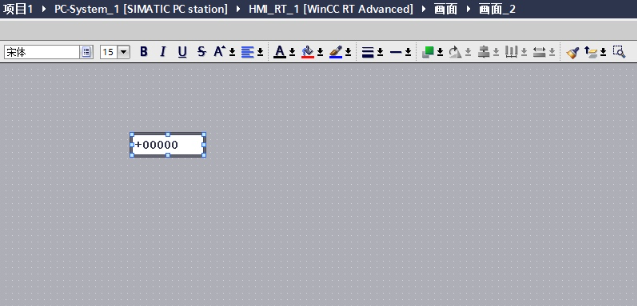 项目1 PC-System_1 [SIMATIC PC station] HMI_RT_1 [WinCC RT Advanced] 画面 画面_2
宋体 15 B I U S A A
+00000